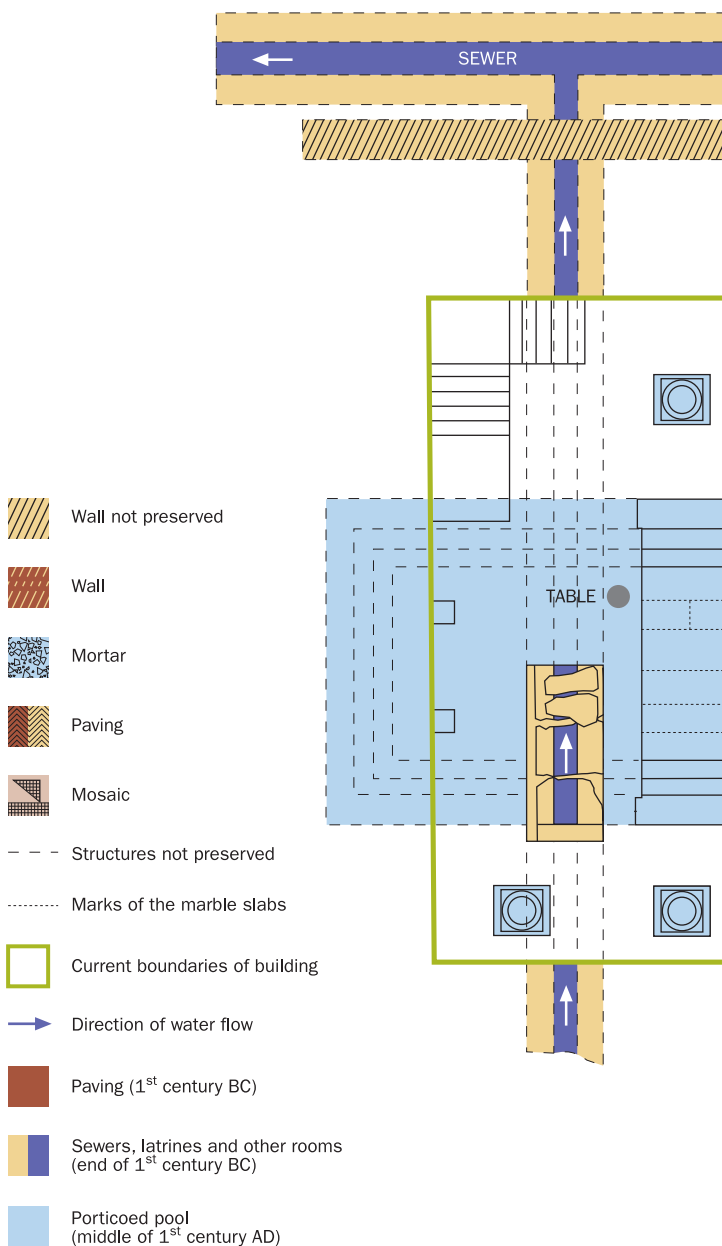 SEWER
TABLE
Wall not preserved
Wall
Mortar
Paving
Mosaic
Structures not preserved
Marks of the marble slabs
Current boundaries of building
Direction of water flow
Paving (1st century BC)
Sewers, latrines and other rooms
(end of 1st century BC)
Porticoed pool
(middle of 1st century AD)